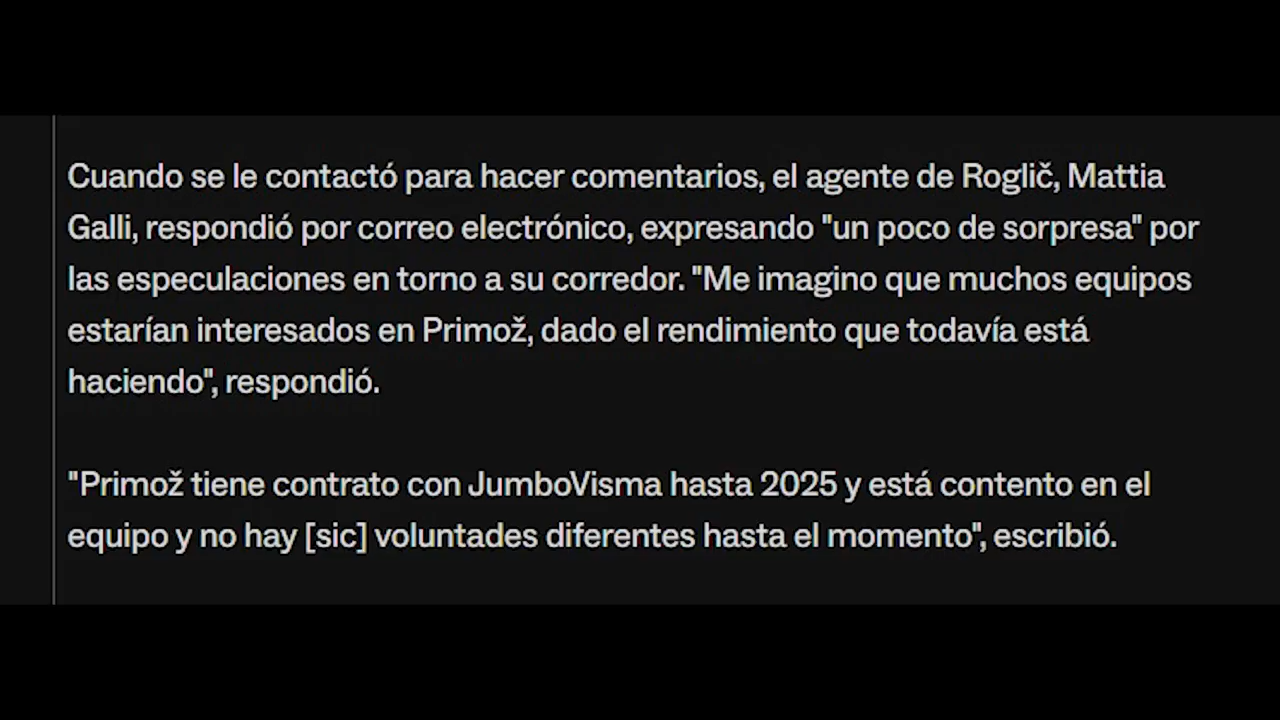 Cuando se le contactó para hacer comentarios, el agente de Roglič, Mattia
Galli, respondió por correo electrónico, expresando "un poco de sorpresa" por
las especulaciones en torno a su corredor. "Me imagino que muchos equipos
estarían interesados en Primož, dado el rendimiento que todavía está
haciendo", respondió.
"Primož tiene contrato con JumboVisma hasta 2025 y está contento en el
equipo y no hay [sic] voluntades diferentes hasta el momento", escribió.